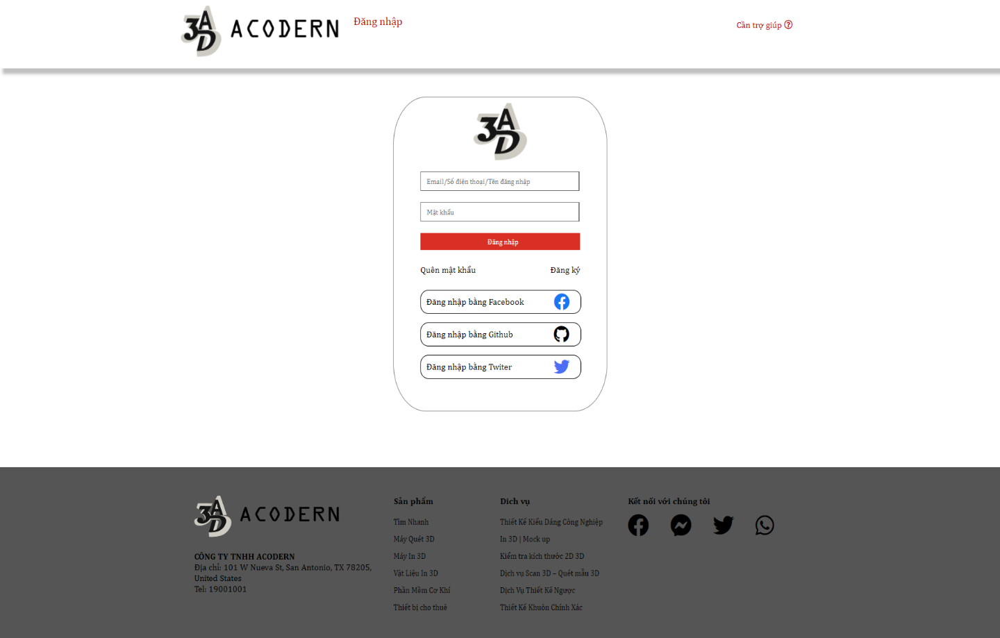 3AD ACODERN
Đăng nhập
Cần trợ giúp
3AD
Email/Số điện thoại/Tên đăng nhập
Mật khẩu
Đăng nhập
Quên mật khẩu
Đăng ký
Đăng nhập bằng Facebook
Đăng nhập bằng Github
Đăng nhập bằng Twiter
3AD ACODERN
CÔNG TY TNHH ACODERN
Địa chỉ: 101 W Nueva St, San Antonio, TX 78205,
United States
Tel: 19001001
Sản phẩm
Tìm Nhanh
Máy Quét 3D
Máy In 3D
Vật Liệu In 3D
Phần Mềm Cơ Khí
Thiết bị cho thuê
Dich vụ
Thiết Kế Kiểu Dáng Công Nghiệp
In 3D | Mock up
Kiểm tra kích thước 2D 3D
Dịch vụ Scan 3D – Quét mẫu 3D
Dịch Vụ Thiết Kế Ngược
Thiết Kế Khuôn Chính Xác
Kết nối với chúng tôi